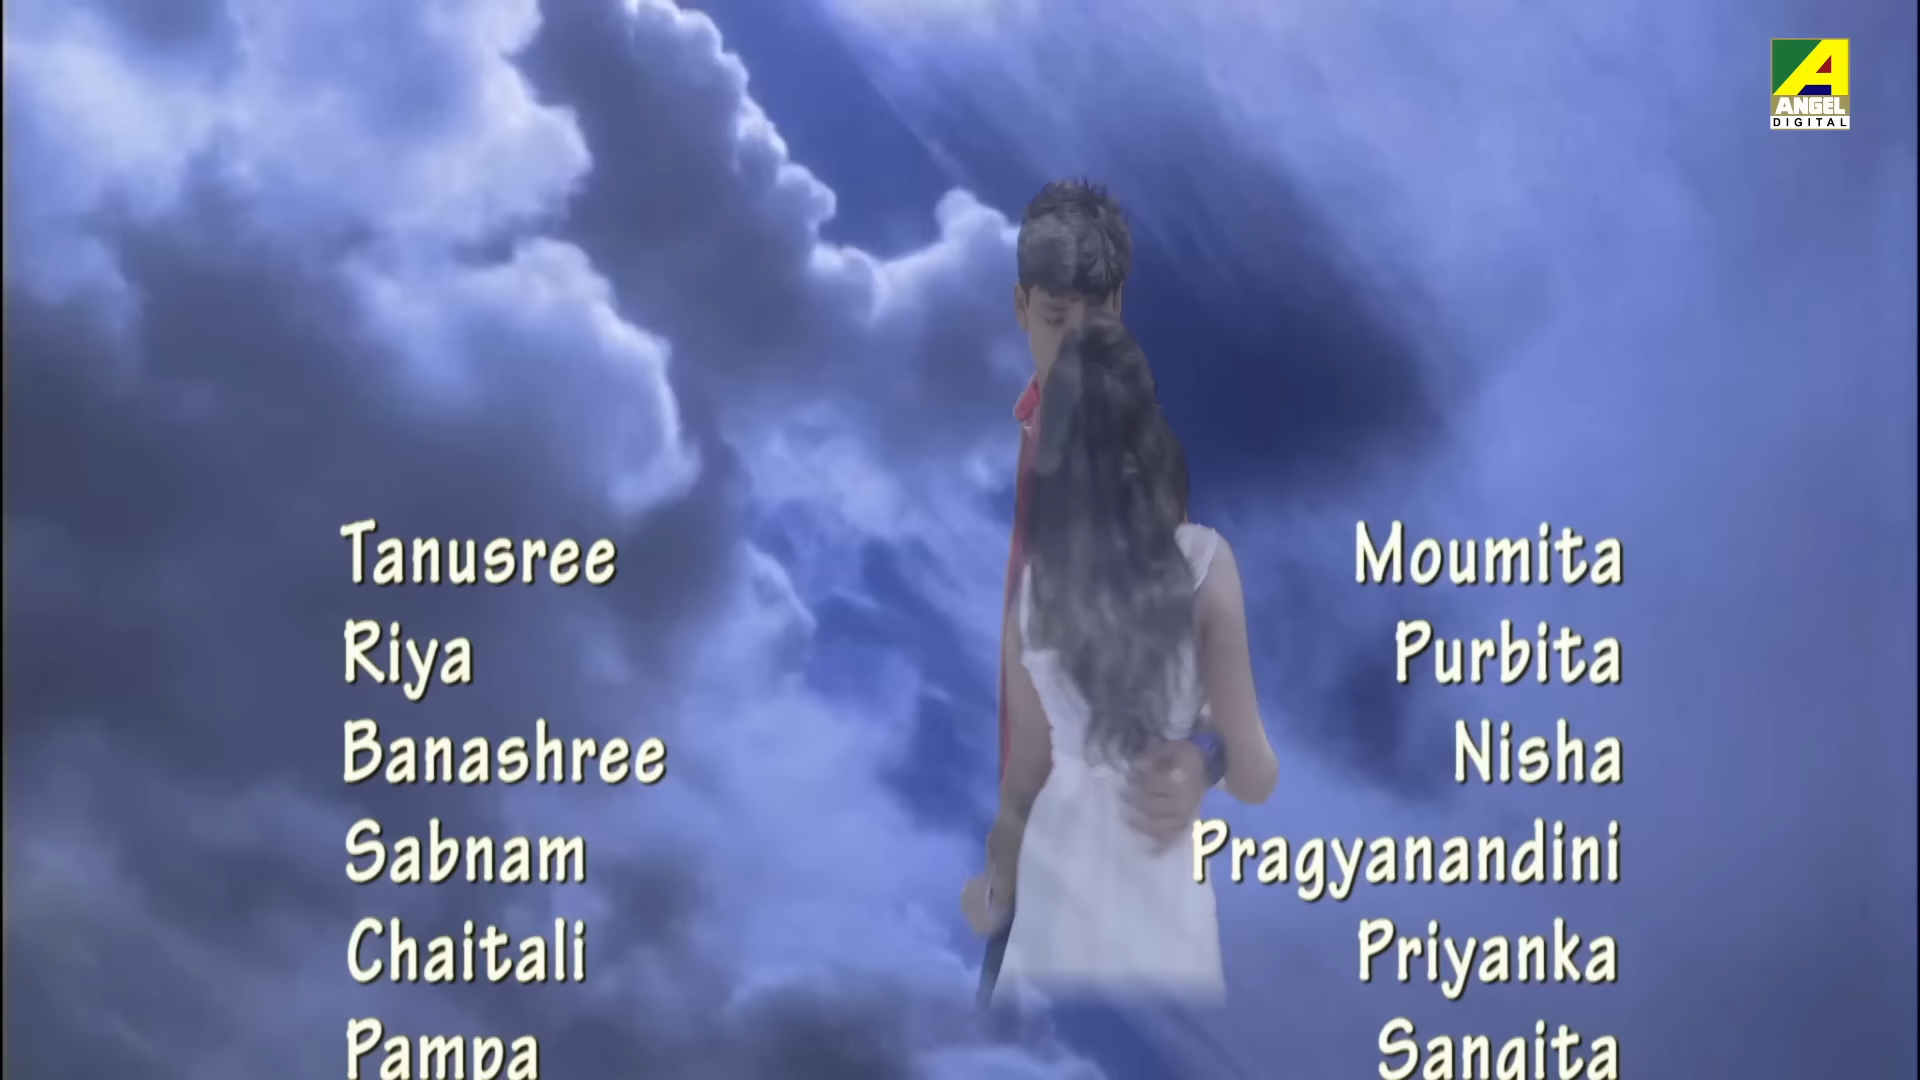 ANGEL
DIGITAL
Tanusree Moumita
Riya Purbita
Banashree Nisha
Sabnam Pragyanandini
Chaitali Priyanka
Pampa Sangita